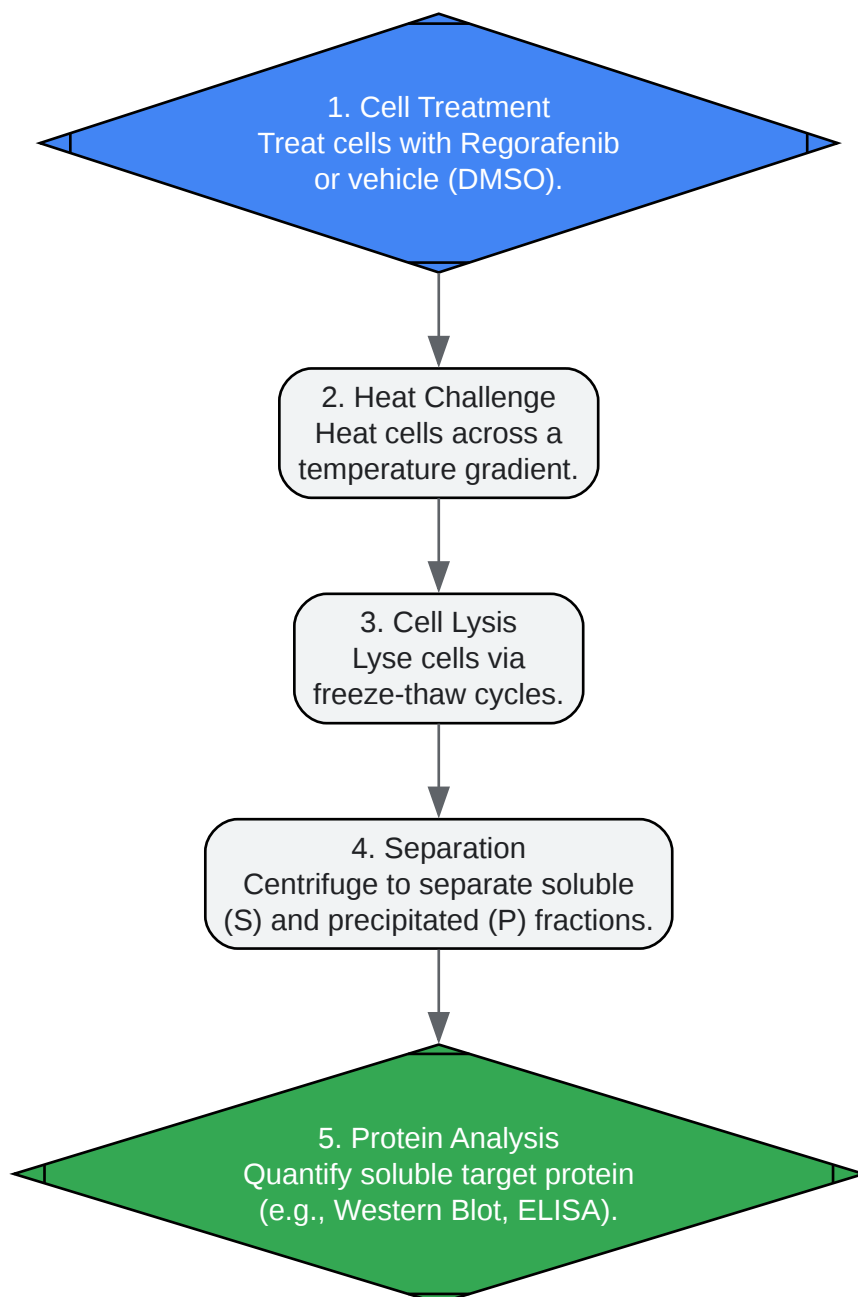 1. Cell Treatment
Treat cells with Regorafenib
or vehicle (DMSO).
2. Heat Challenge
Heat cells across a
temperature gradient.
3. Cell Lysis
Lyse cells via
freeze-thaw cycles.
4. Separation
Centrifuge to separate soluble
(S) and precipitated (P) fractions.
5. Protein Analysis
Quantify soluble target protein
(e.g., Western Blot, ELISA).